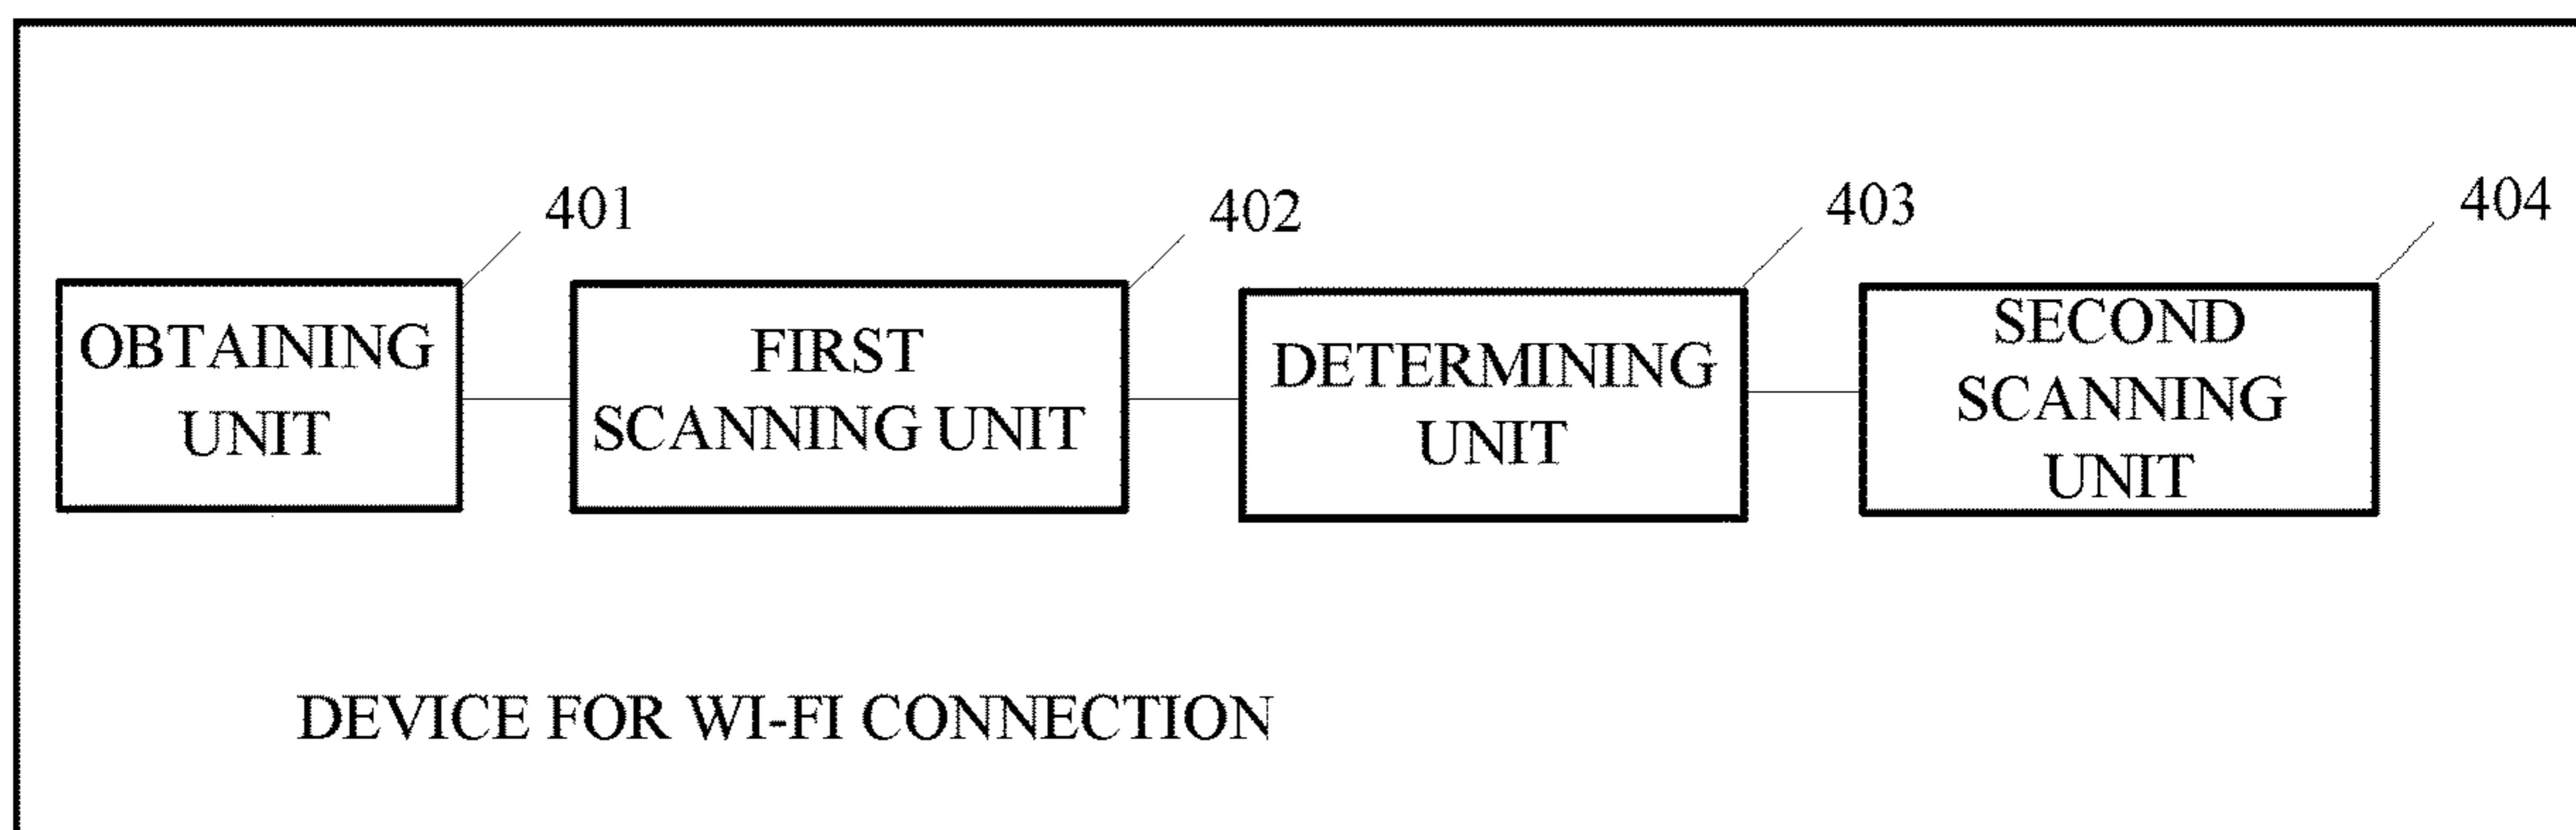 401
402
403
404
OBTAINING
UNIT
FIRST
SCANNING UNIT
DETERMINING
UNIT
SECOND
SCANNING
UNIT
DEVICE FOR WI-FI CONNECTION